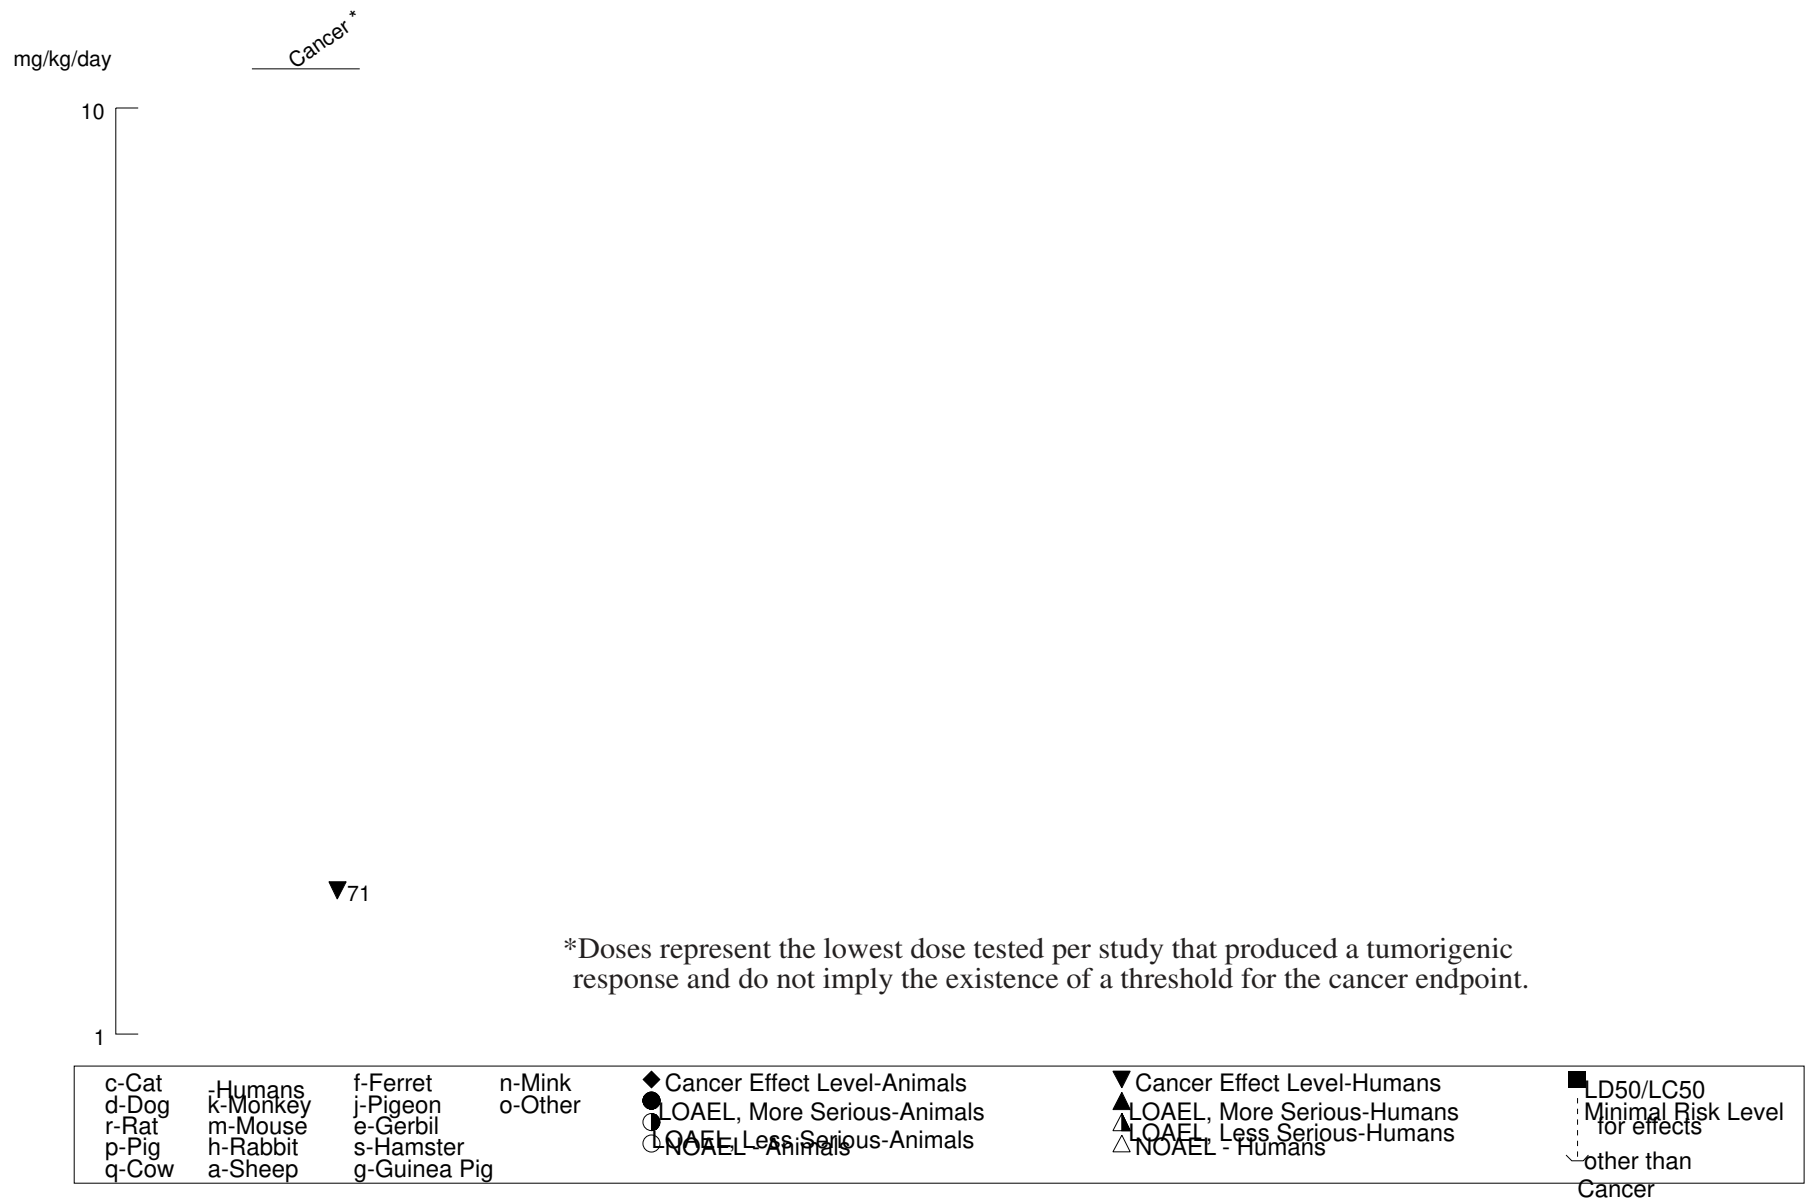 Cancer *
mg/kg/day
10
71
*Doses represent the lowest dose tested per study that produced a tumorigenic
response and do not imply the existence of a threshold for the cancer endpoint.
1
c-Cat
d-Dog
r-Rat
p-Pig
q-Cow
-Humans
k-Monkey
m-Mouse
h-Rabbit
a-Sheep
f-Ferret
j-Pigeon
e-Gerbil
s-Hamster
g-Guinea Pig
n-Mink
o-Other
Cancer Effect Level-Animals
LOAEL, More Serious-Animals
LOAEL, Less Serious-Animals
NOAEL - Animals
Cancer Effect Level-Humans
LOAEL, More Serious-Humans
LOAEL, Less Serious-Humans
NOAEL - Humans
LD50/LC50
Minimal Risk Level
for effects
other than
Cancer